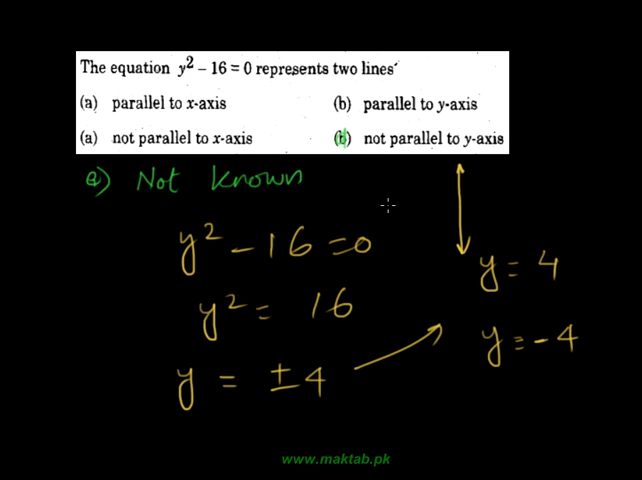 The equation y² – 16 = 0 represents two lines
(a) parallel to x-axis (b) parallel to y-axis
(a) not parallel to x-axis (b) not parallel to y-axis
e) Not known
y² – 16 = 0
y = 4
y² = 16
y = – 4
y = ± 4
www.maktab.pk